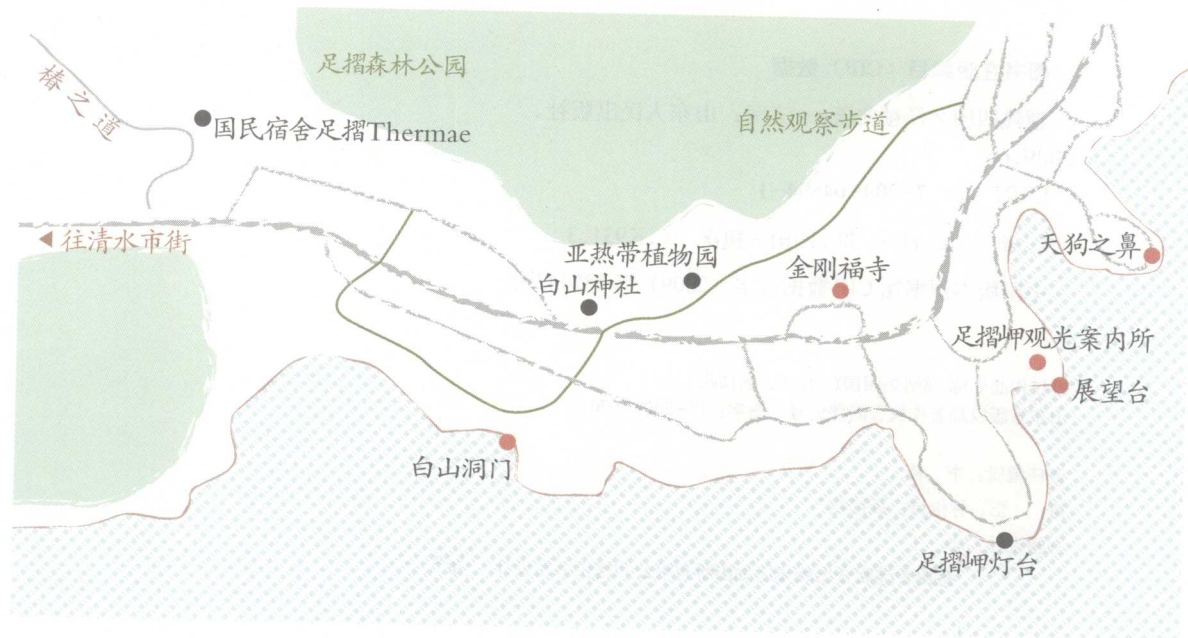 足摺森林公园
椿之道
国民宿舍足摺Thermae
自然观察步道
往清水市街
亚热带植物园
白山神社
金刚福寺
天狗之鼻
足摺岬观光案内所
展望台
白山洞门
足摺岬灯台